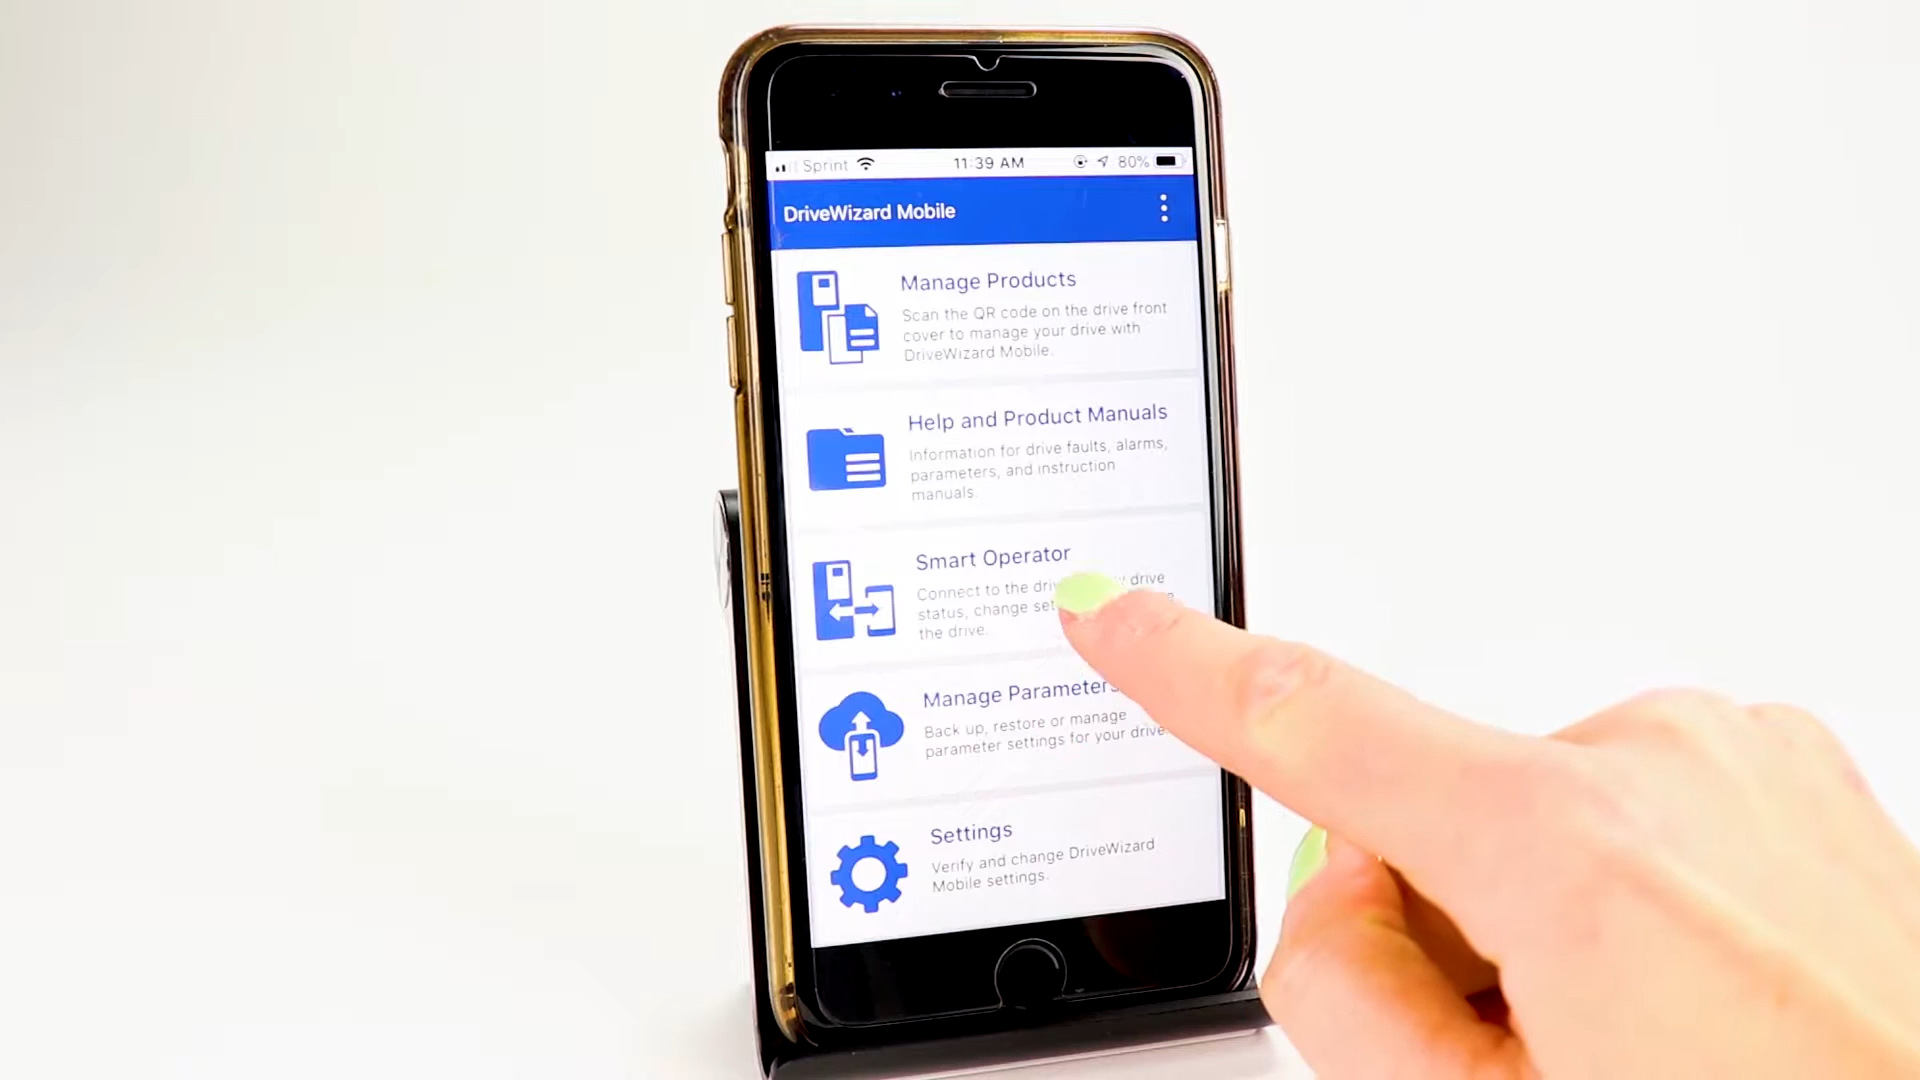 Sprint 11:39 AM 80%
DriveWizard Mobile
Manage Products
Scan the QR code on the drive front
cover to manage your drive with
DriveWizard Mobile.
Help and Product Manuals
Information for drive faults, alarms,
parameters, and instruction
manuals.
Smart Operator
Connect to the drive
drive
status, change
the drive.
Manage Parameters
Back up, restore or manage
parameter settings for your drive.
Settings
Verify and change DriveWizard
Mobile settings.